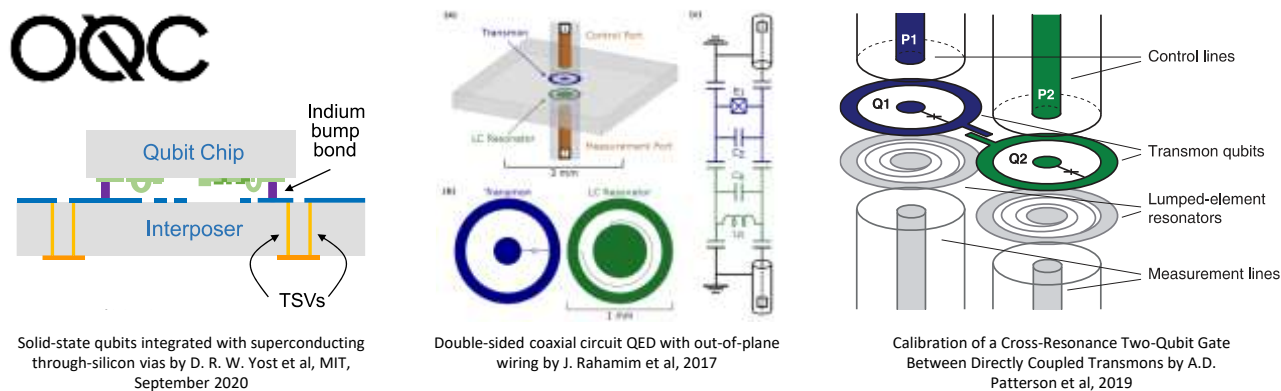 OQC
Indium
bump
bond
Qubit Chip
Interposer
TSVs
Solid-state qubits integrated with superconducting
through-silicon vias by D. R. W. Yost et al, MIT,
September 2020
(a)
Transmon
Control Port
LC Resonator
Measurement Port
(b)
Transmon
LC Resonator
1 mm
(c)
Double-sided coaxial circuit QED with out-of-plane
wiring by J. Rahamim et al, 2017
P1
P2
Q1
Q2
Control lines
Transmon qubits
Lumped-element
resonators
Measurement lines
Calibration of a Cross-Resonance Two-Qubit Gate
Between Directly Coupled Transmons by A.D.
Patterson et al, 2019